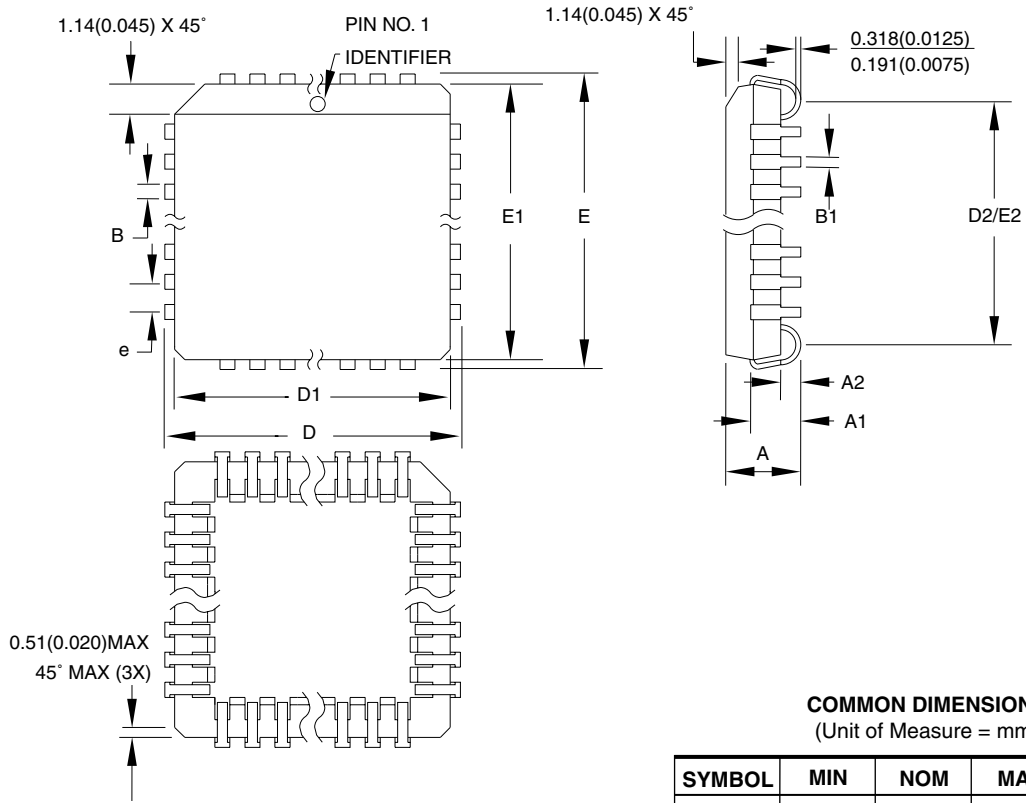 1.14(0.045) X 45˚
PIN NO. 1
IDENTIFIER
1.14(0.045) X 45˚
0.318(0.0125)
0.191(0.0075)
B
e
E1
E
B1
D2/E2
D1
D
A2
A1
A
0.51(0.020)MAX
45˚ MAX (3X)
COMMON DIMENSION
(Unit of Measure = mm
SYMBOL MIN NOM MA